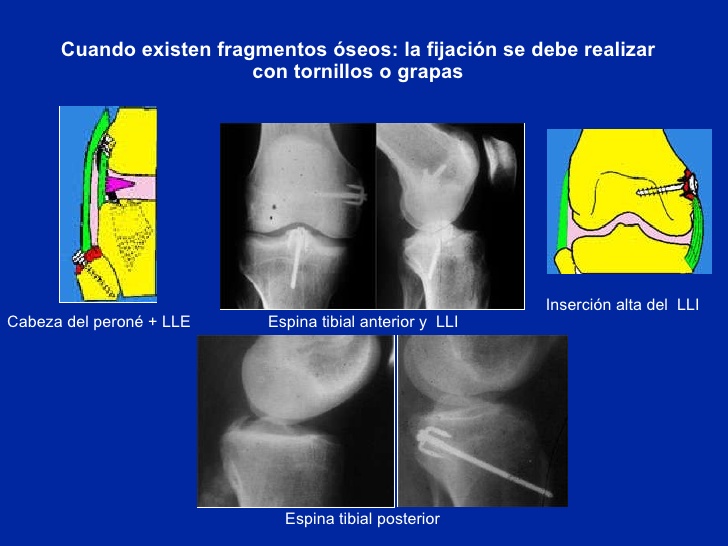 Cuando existen fragmentos óseos: la fijación se debe realizar
con tornillos o grapas
Inserción alta del LLI
Cabeza del peroné + LLE
Espina tibial anterior y LLI
Espina tibial posterior